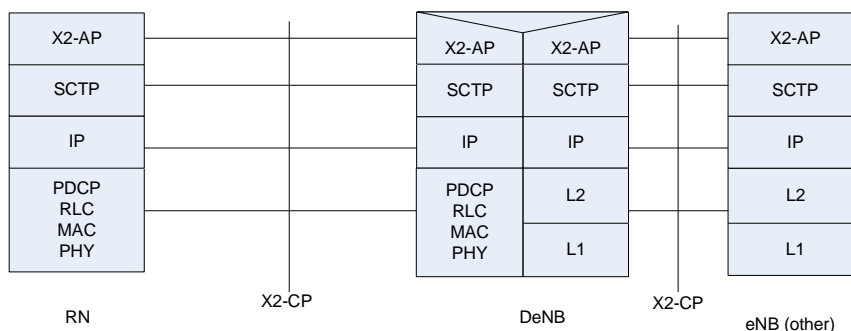 X2-AP
SCTP
IP
PDCP
RLC
MAC
PHY
RN
X2-CP
X2-AP X2-AP
SCTP SCTP
IP IP
PDCP
RLC
MAC
PHY
L2
L1
DeNB
X2-CP
X2-AP
SCTP
IP
L2
L1
eNB (other)